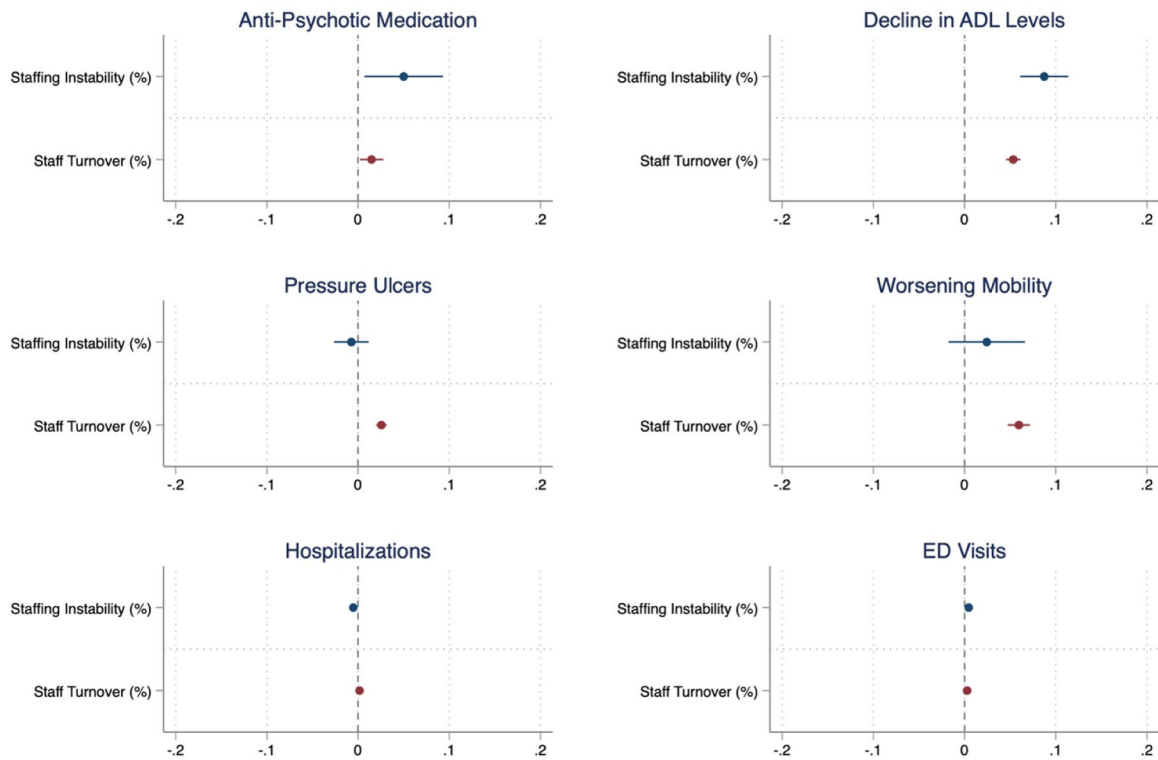 Anti-Psychotic Medication
Staffing Instability (%)
Staff Turnover (%)
-.2 -.1 0 .1 .2
Decline in ADL Levels
Staffing Instability (%)
Staff Turnover (%)
-.2 -.1 0 .1 .2
Pressure Ulcers
Staffing Instability (%)
Staff Turnover (%)
-.2 -.1 0 .1 .2
Worsening Mobility
Staffing Instability (%)
Staff Turnover (%)
-.2 -.1 0 .1 .2
Hospitalizations
Staffing Instability (%)
Staff Turnover (%)
-.2 -.1 0 .1 .2
ED Visits
Staffing Instability (%)
Staff Turnover (%)
-.2 -.1 0 .1 .2